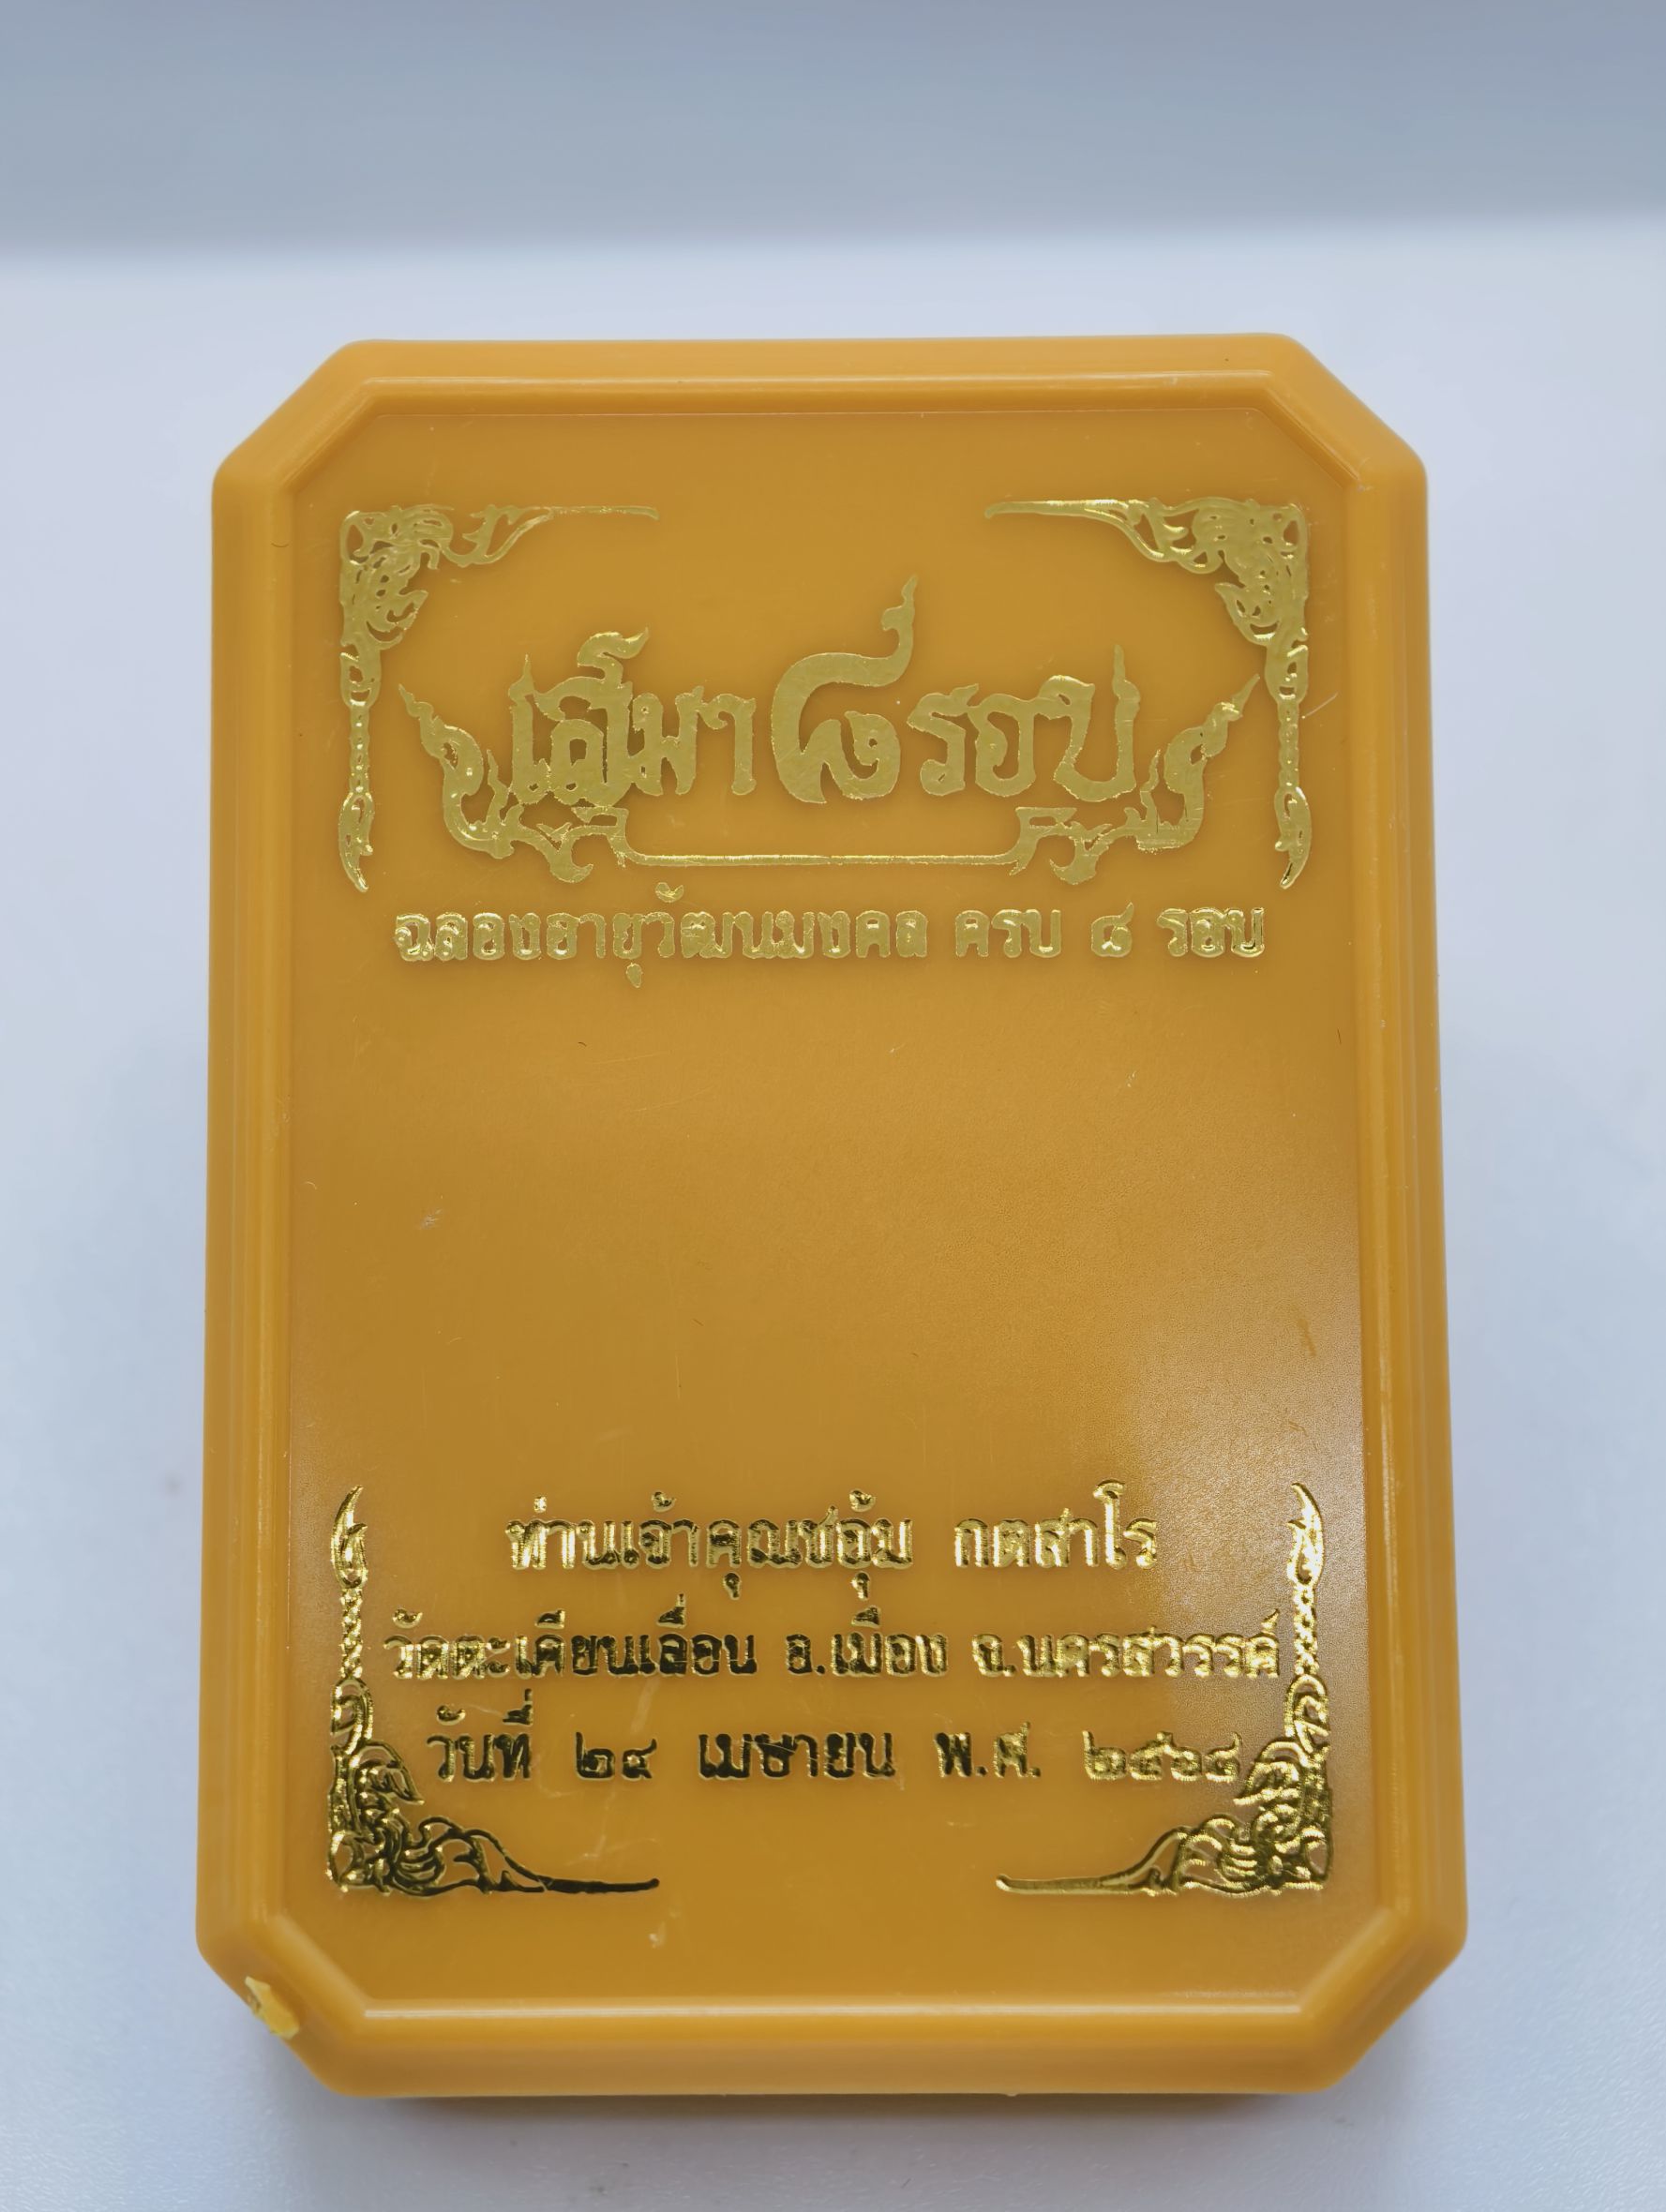 เสมา ๘ รอบ
ฉลองอายุวัฒนมงคล ครบ ๘ รอบ
ท่านเจ้าคุณชอุ้ม กตสาโร
วัดตะเคียนเลื่อน อ.เมือง จ.นครสวรรค์
วันที่ ๒๔ เมษายน พ.ศ. ๒๕๖๔